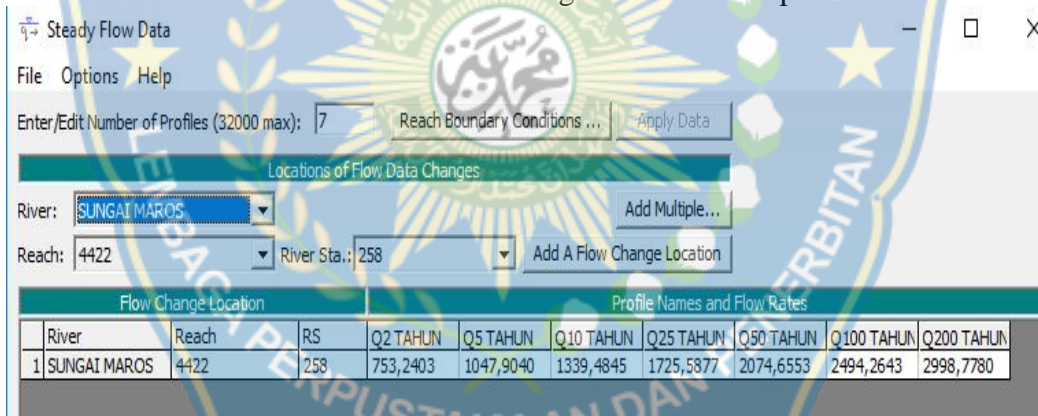 Steady Flow Data
File Options Help
Enter/Edit Number of Profiles (32000 max): 7 Reach Boundary Conditions ... Apply Data
Locations of Flow Data Changes
River: SUNGAI MAROS Add Multiple...
Reach: 4422 River Sta.: 258 Add A Flow Change Location
Flow Change Location Profile Names and Flow Rates
River Reach RS Q2 TAHUN Q5 TAHUN Q10 TAHUN Q25 TAHUN Q50 TAHUN Q100 TAHUN Q200 TAHUN
1 SUNGAI MAROS 4422 258 753,2403 1047,9040 1339,4845 1725,5877 2074,6553 2494,2643 2998,7780
LEMBAGA PERPUSTAKAAN DAN PENERBITAN